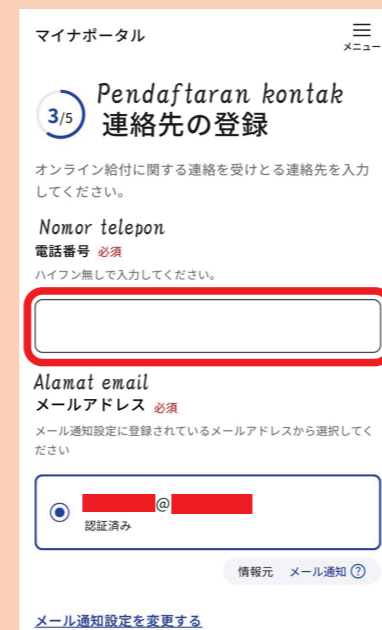 マイナポータル
メニュー
3/5
Pendaftaran kontak
連絡先の登録
オンライン給付に関する連絡を受けとる連絡先を入力
してください。
Nomor telepon
電話番号 必須
ハイフン無しで入力してください。
Alamat email
メールアドレス 必須
メール通知設定に登録されているメールアドレスから選択してく
ださい
@
認証済み
情報元 メール通知 ?
メール通知設定を変更する